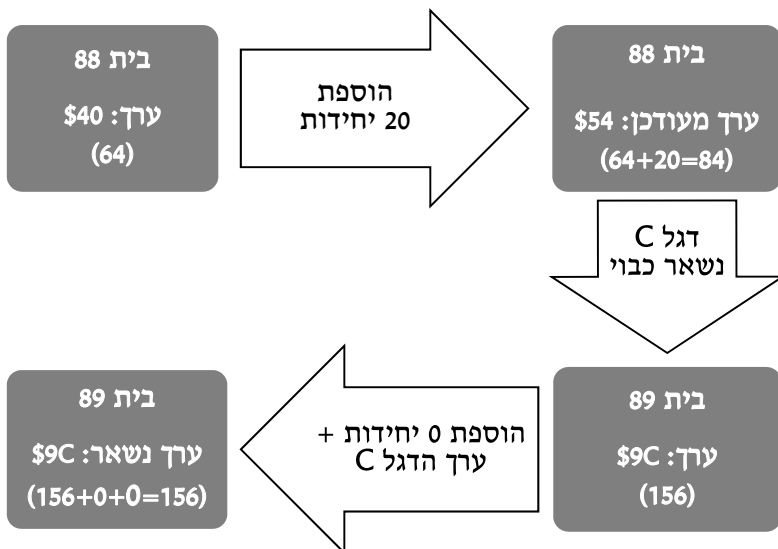 בית 88
ערך: $40
(64)
הוספת
20 יחידות
בית 88
ערך מעודכן: $54
(64+20=84)
דגל C
נשאר כבוי
בית 89
ערך: $9C
(156)
הוספת 0 יחידות +
ערך הדגל C
בית 89
ערך נשאר: $9C
(156+0+0=156)